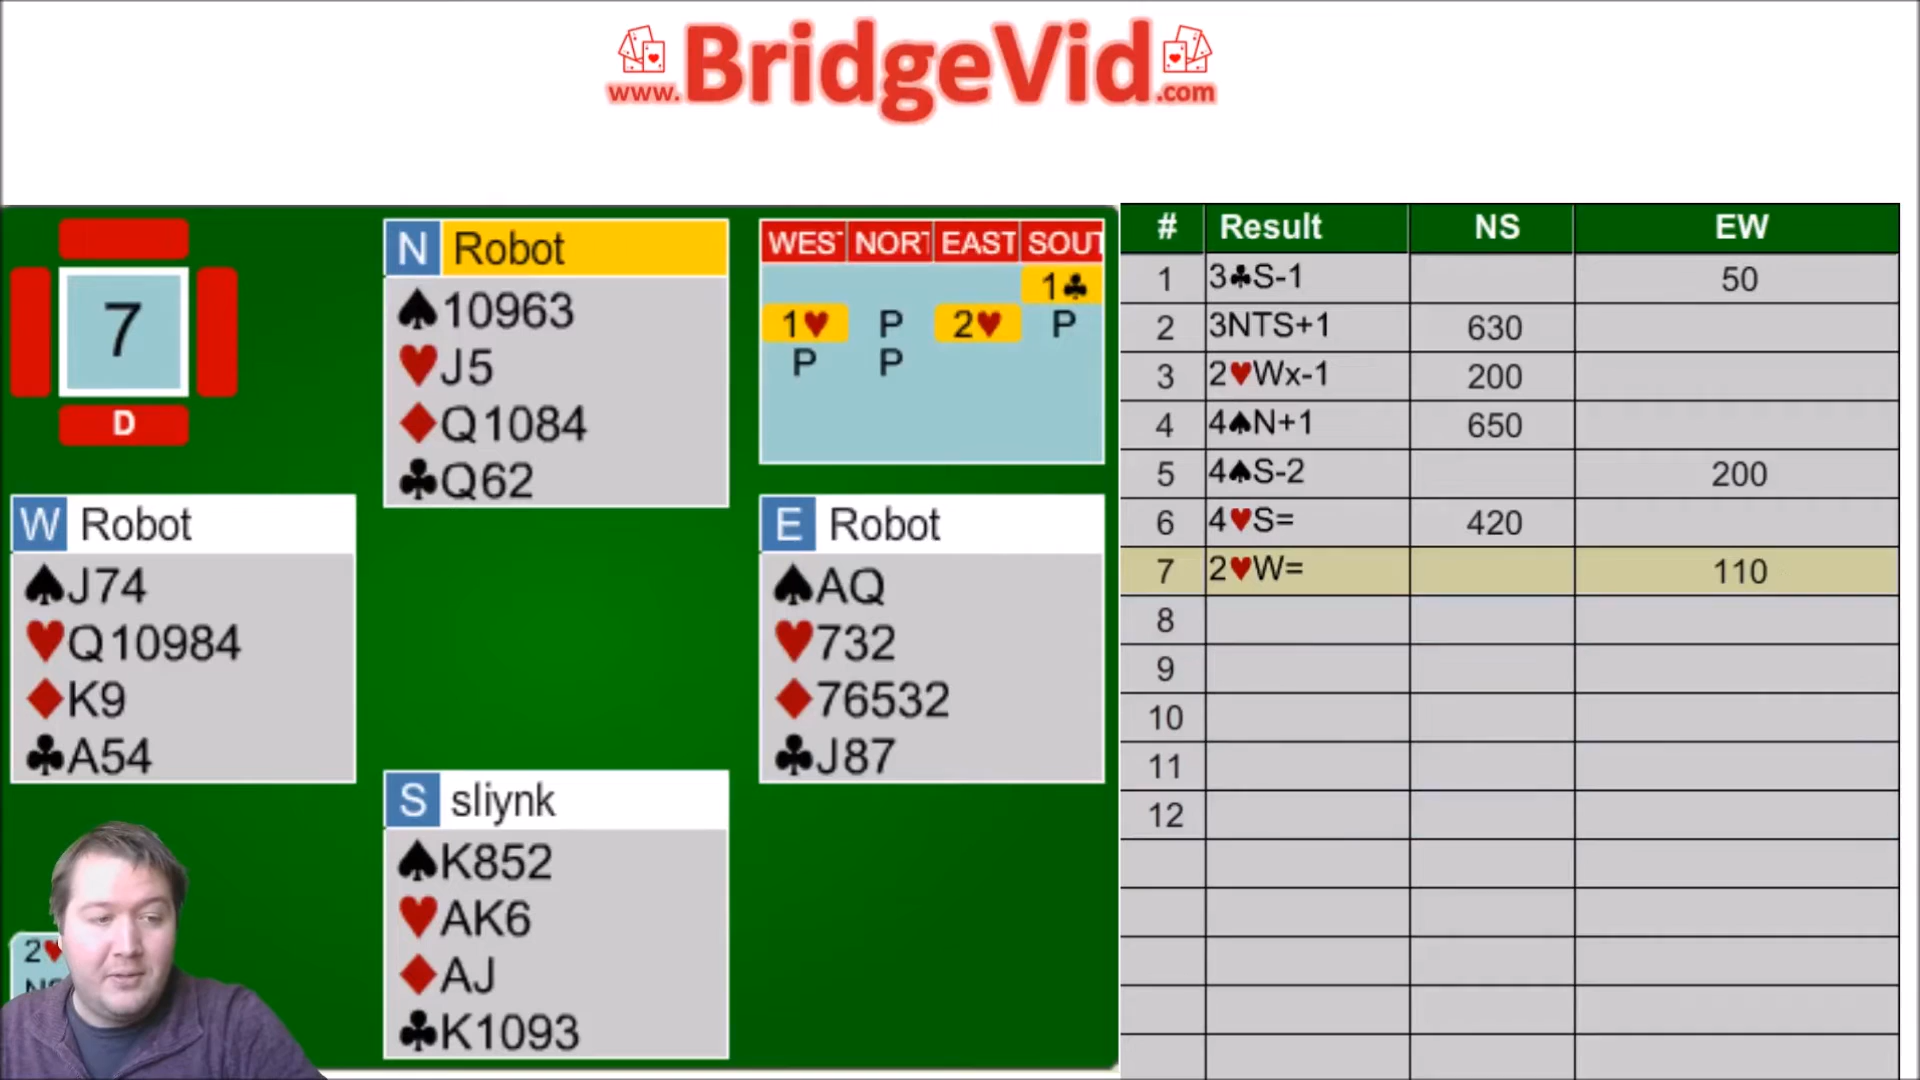 www.BridgeVid.com
7
D
N Robot
♠10963
♥J5
♦Q1084
♣Q62
WEST NORT EAST SOUT
1♣
1♥ P 2♥ P
P P
W Robot
♠J74
♥Q10984
♦K9
♣A54
E Robot
♠AQ
♥732
♦76532
♣J87
S sliynk
♠K852
♥AK6
♦AJ
♣K1093
2♥
# Result NS EW
1 3♣S-1 50
2 3NTS+1 630
3 2♥Wx-1 200
4 4♠N+1 650
5 4♠S-2 200
6 4♥S= 420
7 2♥W= 110
8
9
10
11
12